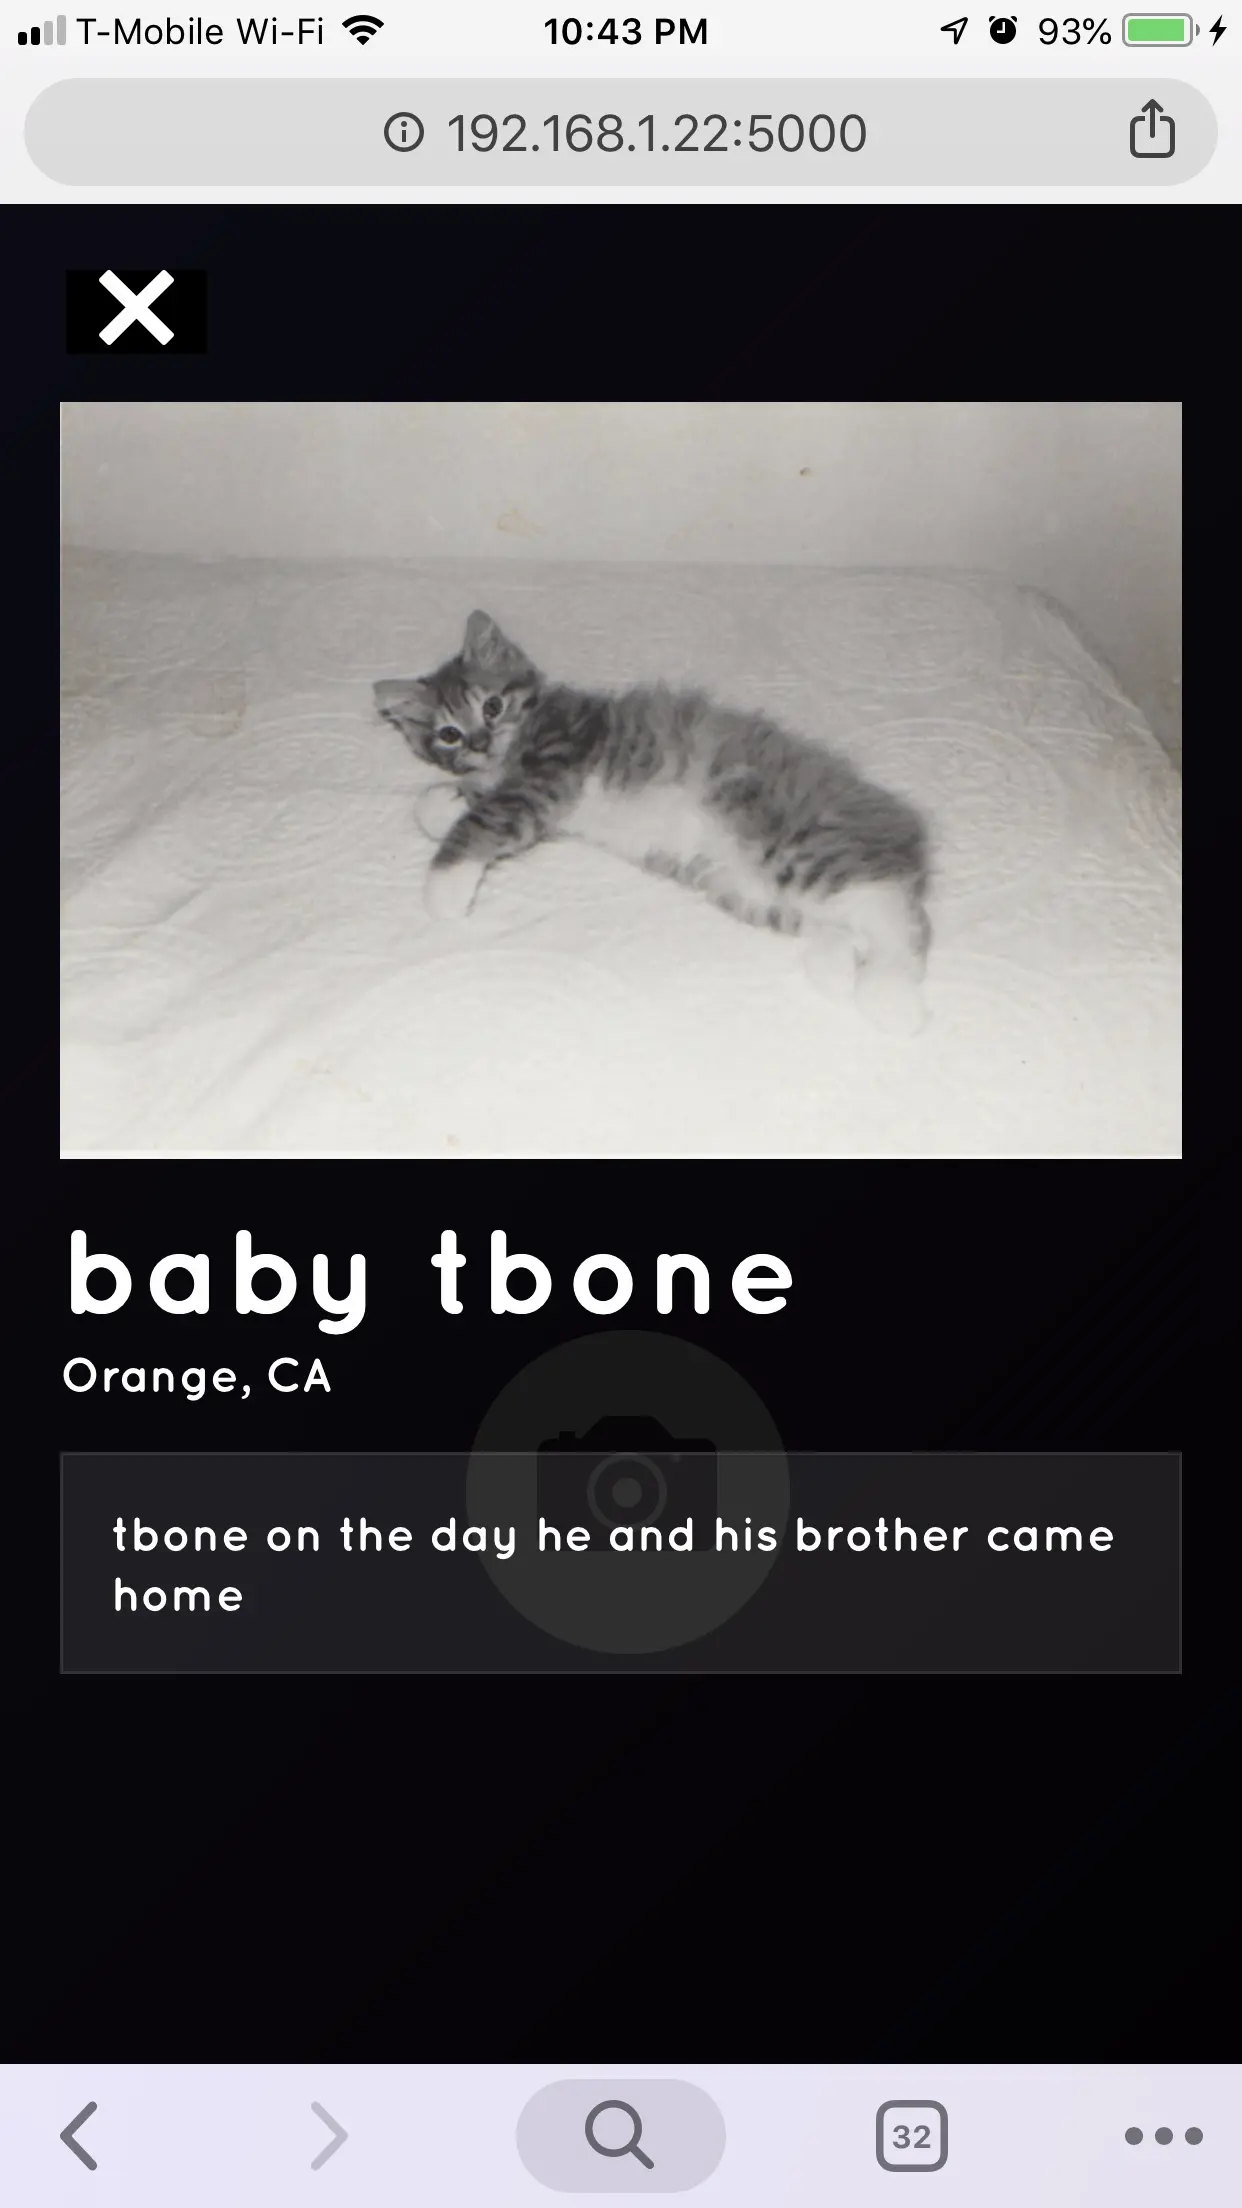 T-Mobile Wi-Fi 10:43 PM 93%
192.168.1.22:5000
baby tbone
Orange, CA
tbone on the day he and his brother came
home
32